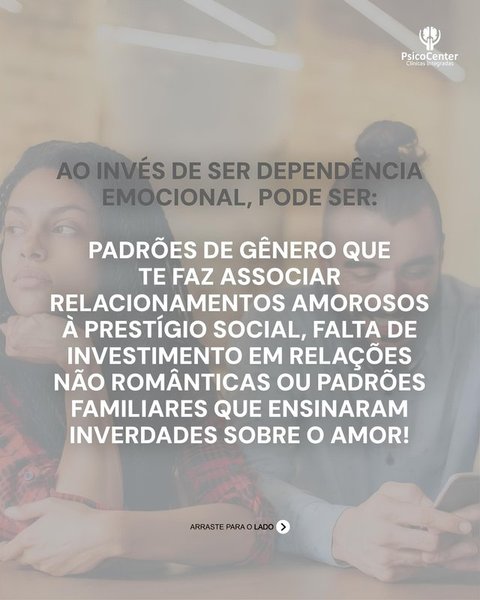 PsicoCenter
Clínicas Integradas
AO INVÉS DE SER DEPENDÊNCIA
EMOCIONAL, PODE SER:
PADRÕES DE GÊNERO QUE
TE FAZ ASSOCIAR
RELACIONAMENTOS AMOROSOS
À PRESTÍGIO SOCIAL, FALTA DE
INVESTIMENTO EM RELAÇÕES
NÃO ROMÂNTICAS OU PADRÕES
FAMILIARES QUE ENSINARAM
INVERDADES SOBRE O AMOR!
ARRASTE PARA O LADO